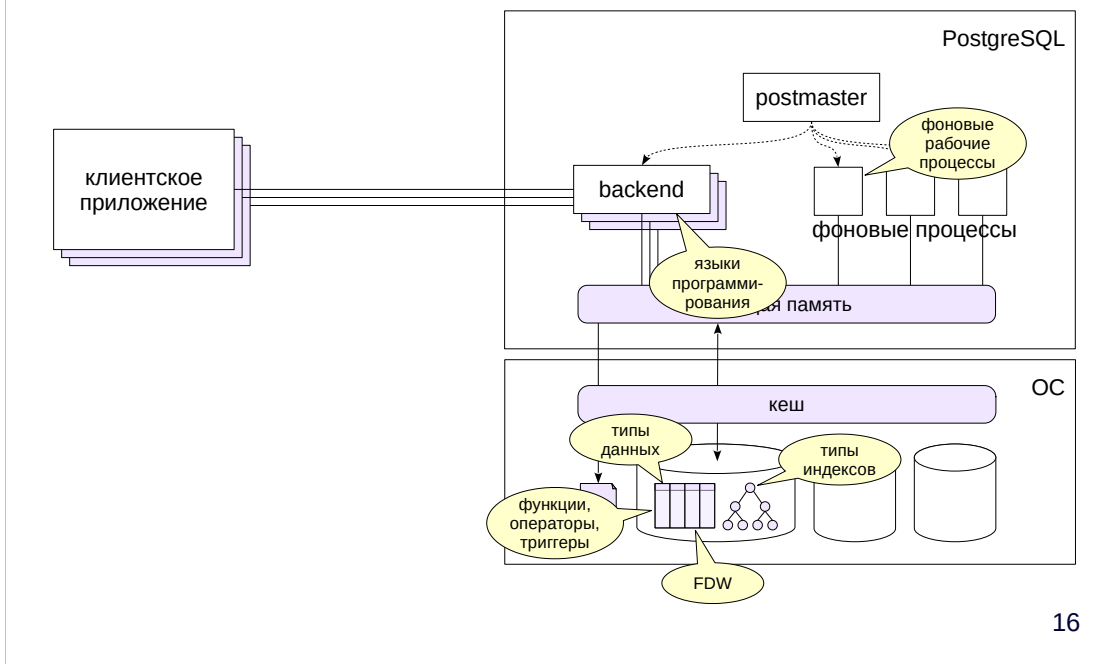 PostgreSQL
postmaster
фоновые
рабочие
процессы
клиентское
приложение
backend
фоновые процессы
языки
программи-
рования
память
ОС
кеш
типы
данных
типы
индексов
функции,
операторы,
триггеры
FDW
16